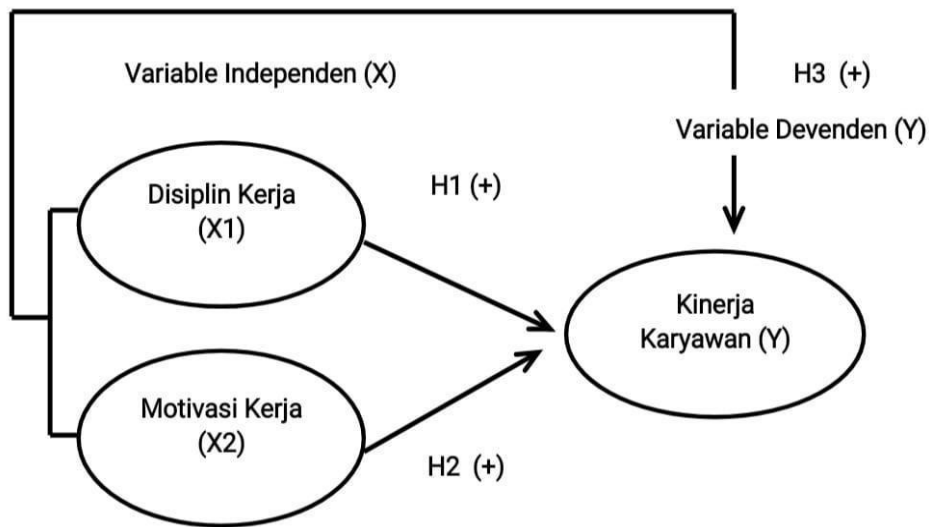 Variable Independen (X)
H3 (+)
Variable Devenden (Y)
Disiplin Kerja
(X1)
H1 (+)
Kinerja
Karyawan (Y)
Motivasi Kerja
(X2)
H2 (+)